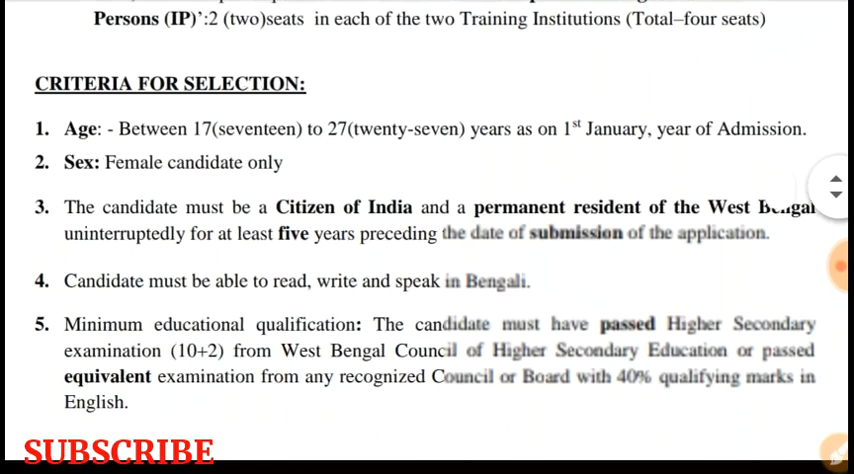 Persons (IP)’:2 (two)seats in each of the two Training Institutions (Total–four seats)
CRITERIA FOR SELECTION:
1. Age: - Between 17(seventeen) to 27(twenty-seven) years as on 1st January, year of Admission.
2. Sex: Female candidate only
3. The candidate must be a Citizen of India and a permanent resident of the West Bengal
uninterruptedly for at least five years preceding the date of submission of the application.
4. Candidate must be able to read, write and speak in Bengali.
5. Minimum educational qualification: The candidate must have passed Higher Secondary
examination (10+2) from West Bengal Council of Higher Secondary Education or passed
equivalent examination from any recognized Council or Board with 40% qualifying marks in
English.
SUBSCRIBE